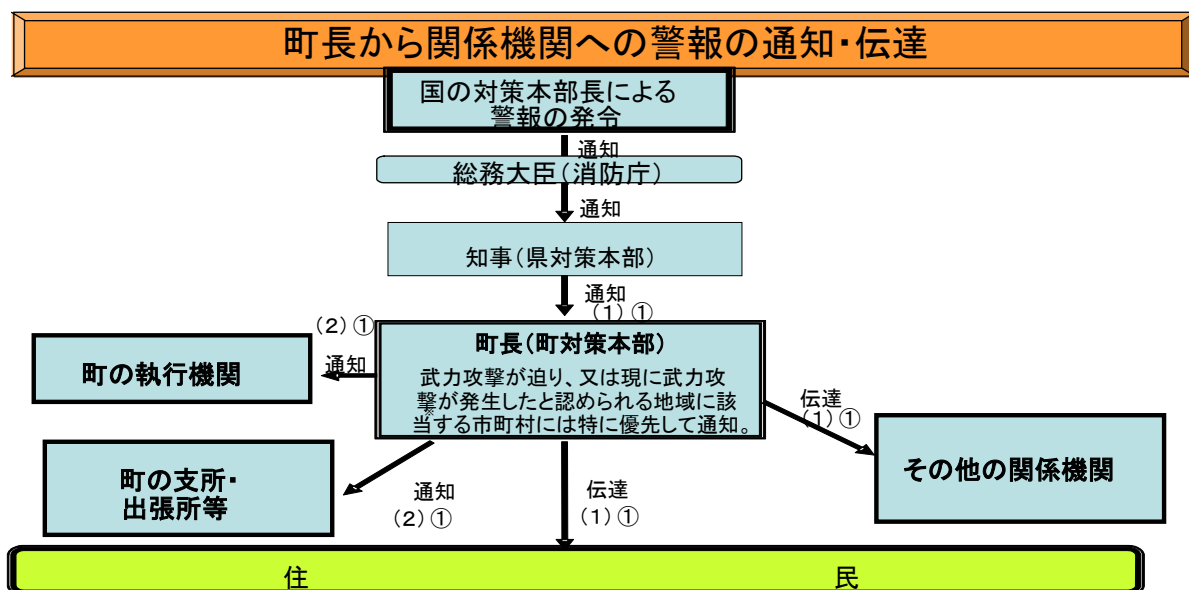 町長から関係機関への警報の通知・伝達
国の対策本部長による
警報の発令
通知
総務大臣(消防庁)
通知
知事(県対策本部)
通知
(1)①
(2)①
通知
町の執行機関
町長(町対策本部)
武力攻撃が迫り、又は現に武力攻
撃が発生したと認められる地域に該
※
当する市町村には特に優先して通知。
伝達
(1)①
その他の関係機関
町の支所・
出張所等
通知
(2)①
伝達
(1)①
住 民